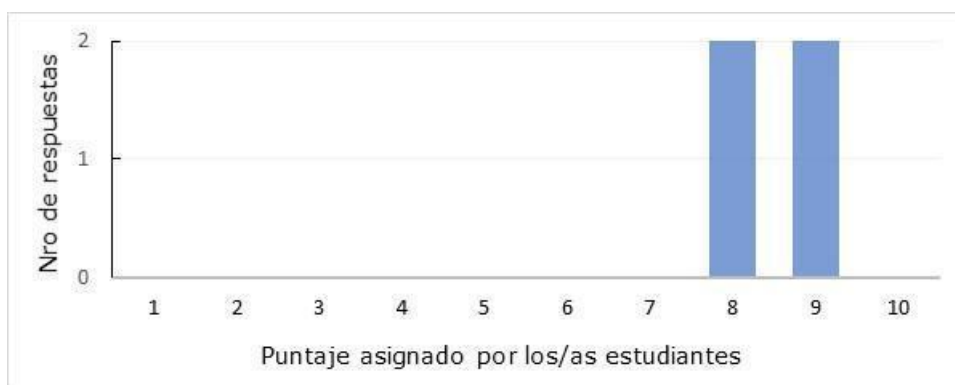 Nro de respuestas
2
1
0
1 2 3 4 5 6 7 8 9 10
Puntaje asignado por los/as estudiantes